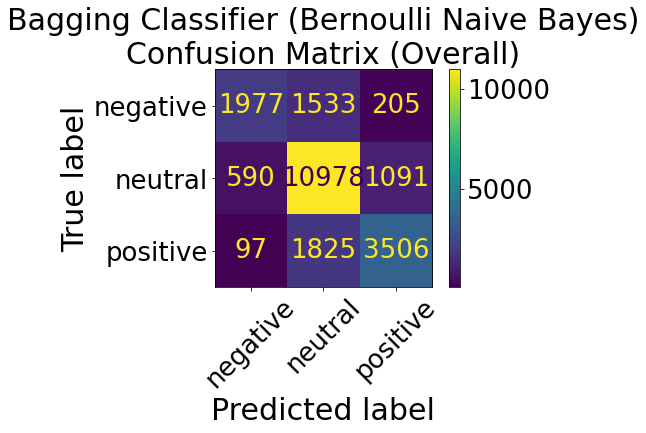 Bagging Classifier (Bernoulli Naive Bayes)
Confusion Matrix (Overall)
negative 1977 1533 205
neutral 590 10978 1091
positive 97 1825 3506
True label
10000
5000
negative neutral positive
Predicted label